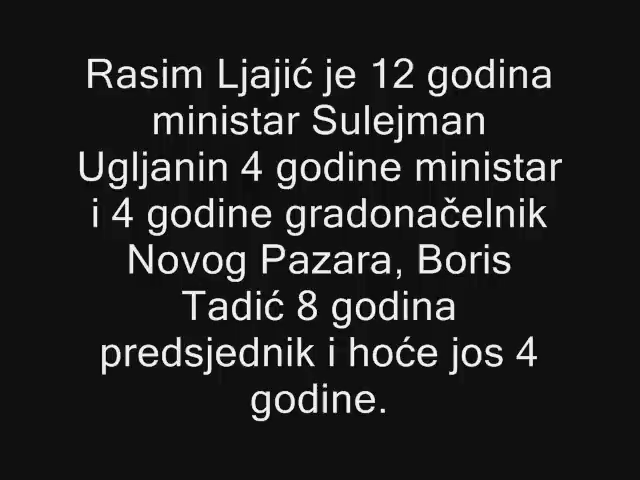 Rasim Ljajić je 12 godina
ministar Sulejman
Ugljanin 4 godine ministar
i 4 godine gradonačelnik
Novog Pazara, Boris
Tadić 8 godina
predsjednik i hoće jos 4
godine.